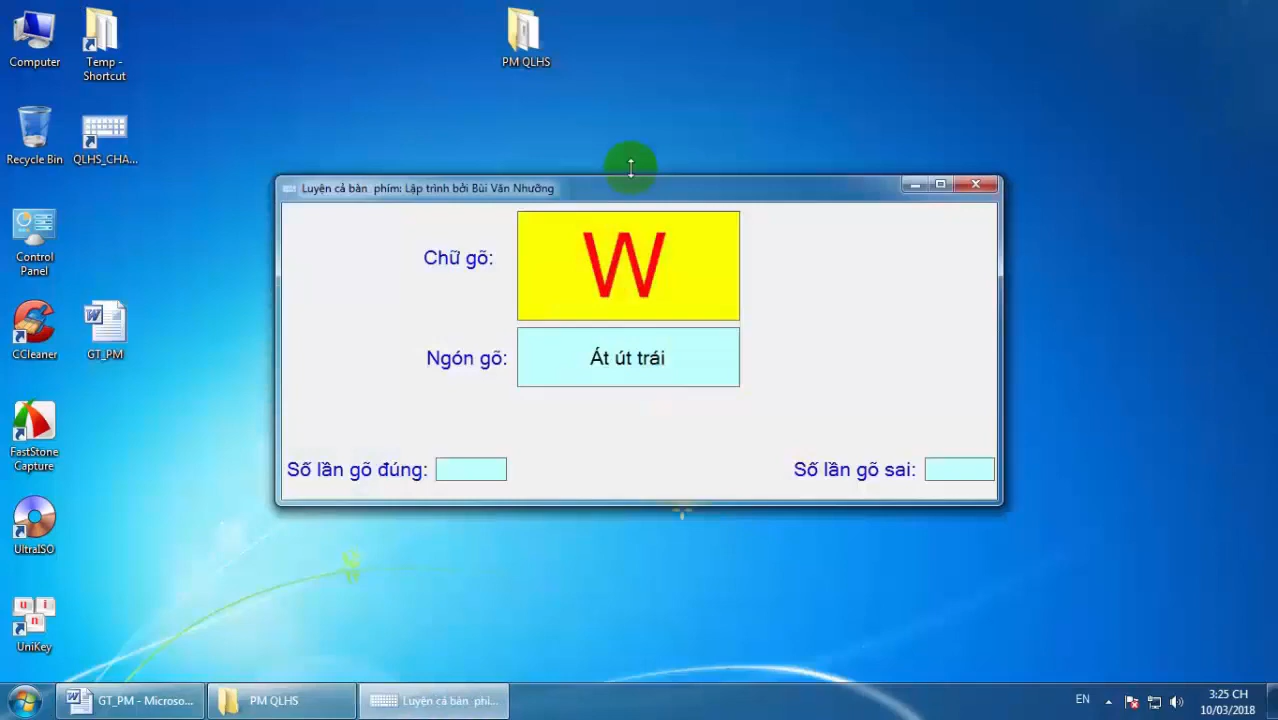 Computer
Temp -
Shortcut
PM QLHS
Recycle Bin
QLHS_CHA...
Control
Panel
CCleaner
GT_PM
FastStone
Capture
UltraISO
UniKey
Luyện cả bàn phím: Lập trình bởi Bùi Văn Nhưỡng
Chữ gõ:
W
Ngón gõ:
Át út trái
Số lần gõ đúng:
Số lần gõ sai:
GT_PM - Microso...
PM QLHS
Luyện cả bàn phí...
EN
3:25 CH
10/03/2018